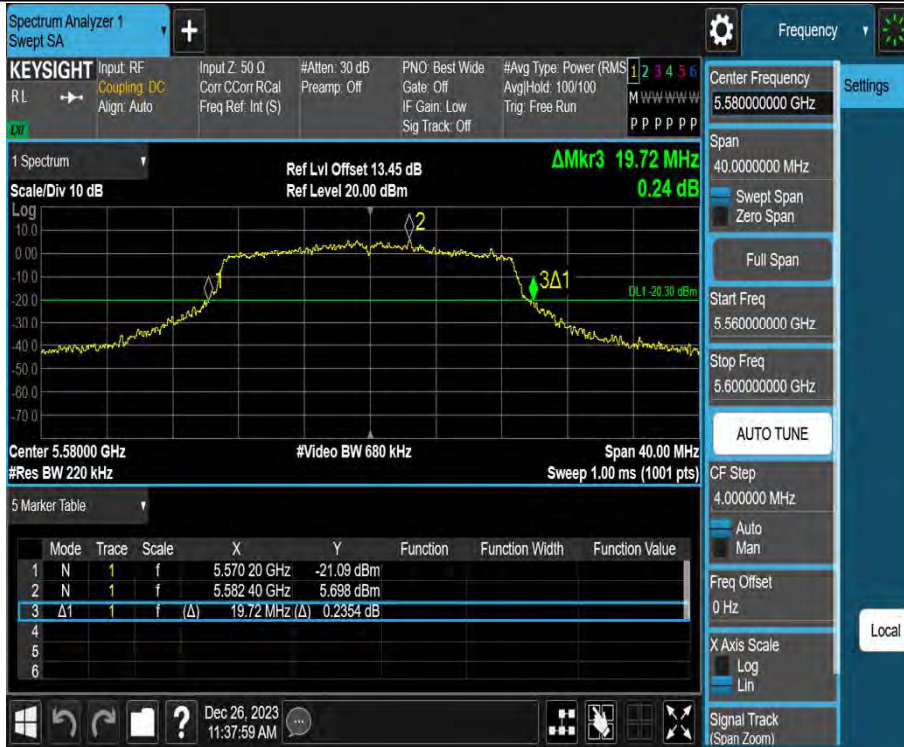 Spectrum Analyzer 1
Swept SA
+
Frequency
KEYSIGHT
RL
LXI
Input: RF
Coupling: DC
Align: Auto
Input Z: 50 Ω
Corr CCorr RCal
Freq Ref: Int (S)
#Atten: 30 dB
Preamp: Off
PNO: Best Wide
Gate: Off
IF Gain: Low
Sig Track: Off
#Avg Type: Power (RMS
Avg|Hold: 100/100
Trig: Free Run
1 2 3 4 5 6
M W W W W W
P P P P P P
1 Spectrum
Scale/Div 10 dB
Ref Lvl Offset 13.45 dB
Ref Level 20.00 dBm
ΔMkr3 19.72 MHz
0.24 dB
Log
10.0
0.00
-10.0
-20.0
-30.0
-40.0
-50.0
-60.0
-70.0
1
2
3Δ1
DL1 -20.30 dBm
Center 5.58000 GHz
#Video BW 680 kHz
Span 40.00 MHz
#Res BW 220 kHz
Sweep 1.00 ms (1001 pts)
5 Marker Table
Mode Trace Scale X Y Function Function Width Function Value
1 N 1 f 5.570 20 GHz -21.09 dBm
2 N 1 f 5.582 40 GHz 5.698 dBm
3 Δ1 1 f (Δ) 19.72 MHz (Δ) 0.2354 dB
4
5
6
?
Dec 26, 2023
11:37:59 AM
Center Frequency
5.580000000 GHz
Span
40.0000000 MHz
Swept Span
Zero Span
Full Span
Start Freq
5.560000000 GHz
Stop Freq
5.600000000 GHz
AUTO TUNE
CF Step
4.000000 MHz
Auto
Man
Freq Offset
0 Hz
X Axis Scale
Log
Lin
Signal Track
(Span Zoom)
Settings
Local